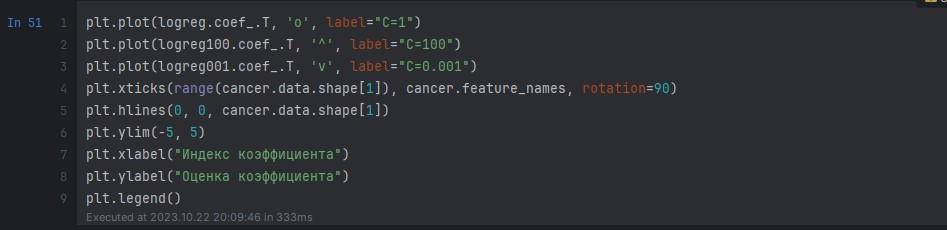 In 51
1 plt.plot(logreg.coef_.T, 'o', label="C=1")
2 plt.plot(logreg100.coef_.T, '^', label="C=100")
3 plt.plot(logreg001.coef_.T, 'v', label="C=0.001")
4 plt.xticks(range(cancer.data.shape[1]), cancer.feature_names, rotation=90)
5 plt.hlines(0, 0, cancer.data.shape[1])
6 plt.ylim(-5, 5)
7 plt.xlabel("Индекс коэффициента")
8 plt.ylabel("Оценка коэффициента")
9 plt.legend()
Executed at 2023.10.22 20:09:46 in 333ms